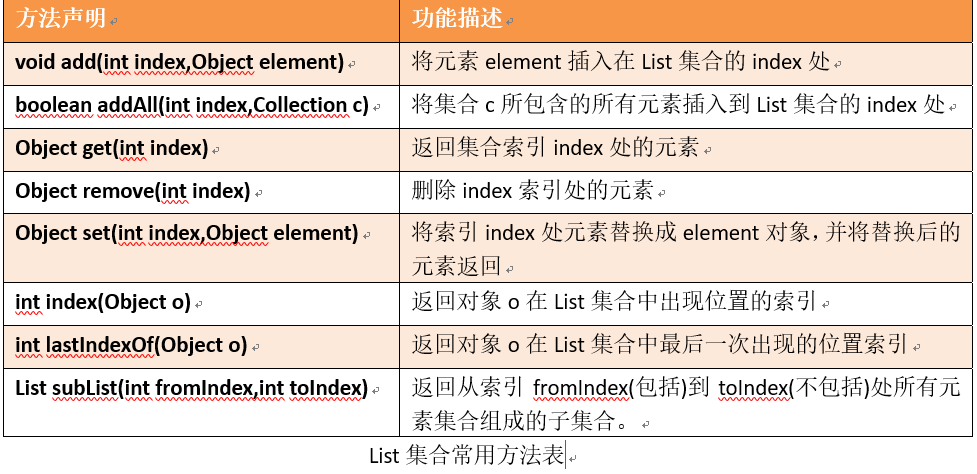 方法声明 功能描述
void add(int index,Object element) 将元素 element 插入在 List 集合的 index 处
boolean addAll(int index,Collection c) 将集合 c 所包含的所有元素插入到 List 集合的 index 处
Object get(int index) 返回集合索引 index 处的元素
Object remove(int index) 删除 index 索引处的元素
Object set(int index,Object element) 将索引 index 处元素替换成 element 对象，并将替换后的
元素返回
int index(Object o) 返回对象 o 在 List 集合中出现位置的索引
int lastIndexOf(Object o) 返回对象 o 在 List 集合中最后一次出现的位置索引
List subList(int fromIndex,int toIndex) 返回从索引 fromIndex(包括)到 toIndex(不包括)处所有元
素集合组成的子集合。
List 集合常用方法表